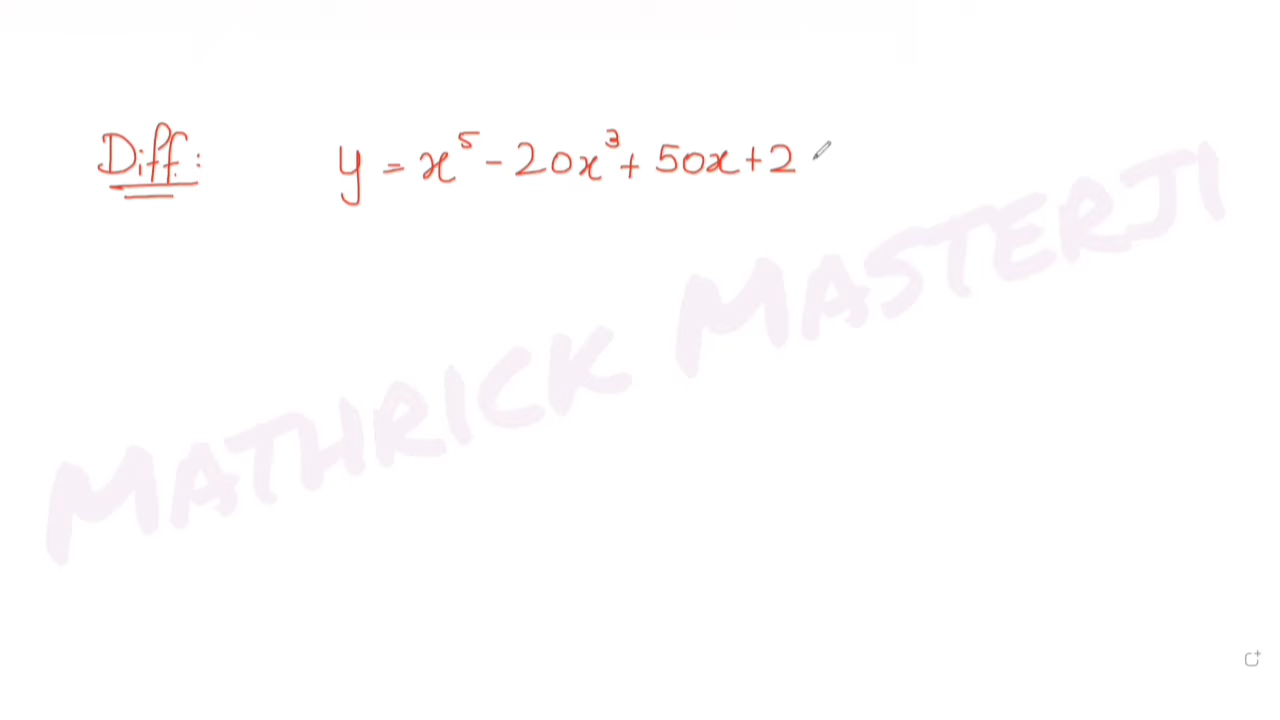 Diff: y = x⁵ - 20x³ + 50x + 2
MATHRICK MASTERJI